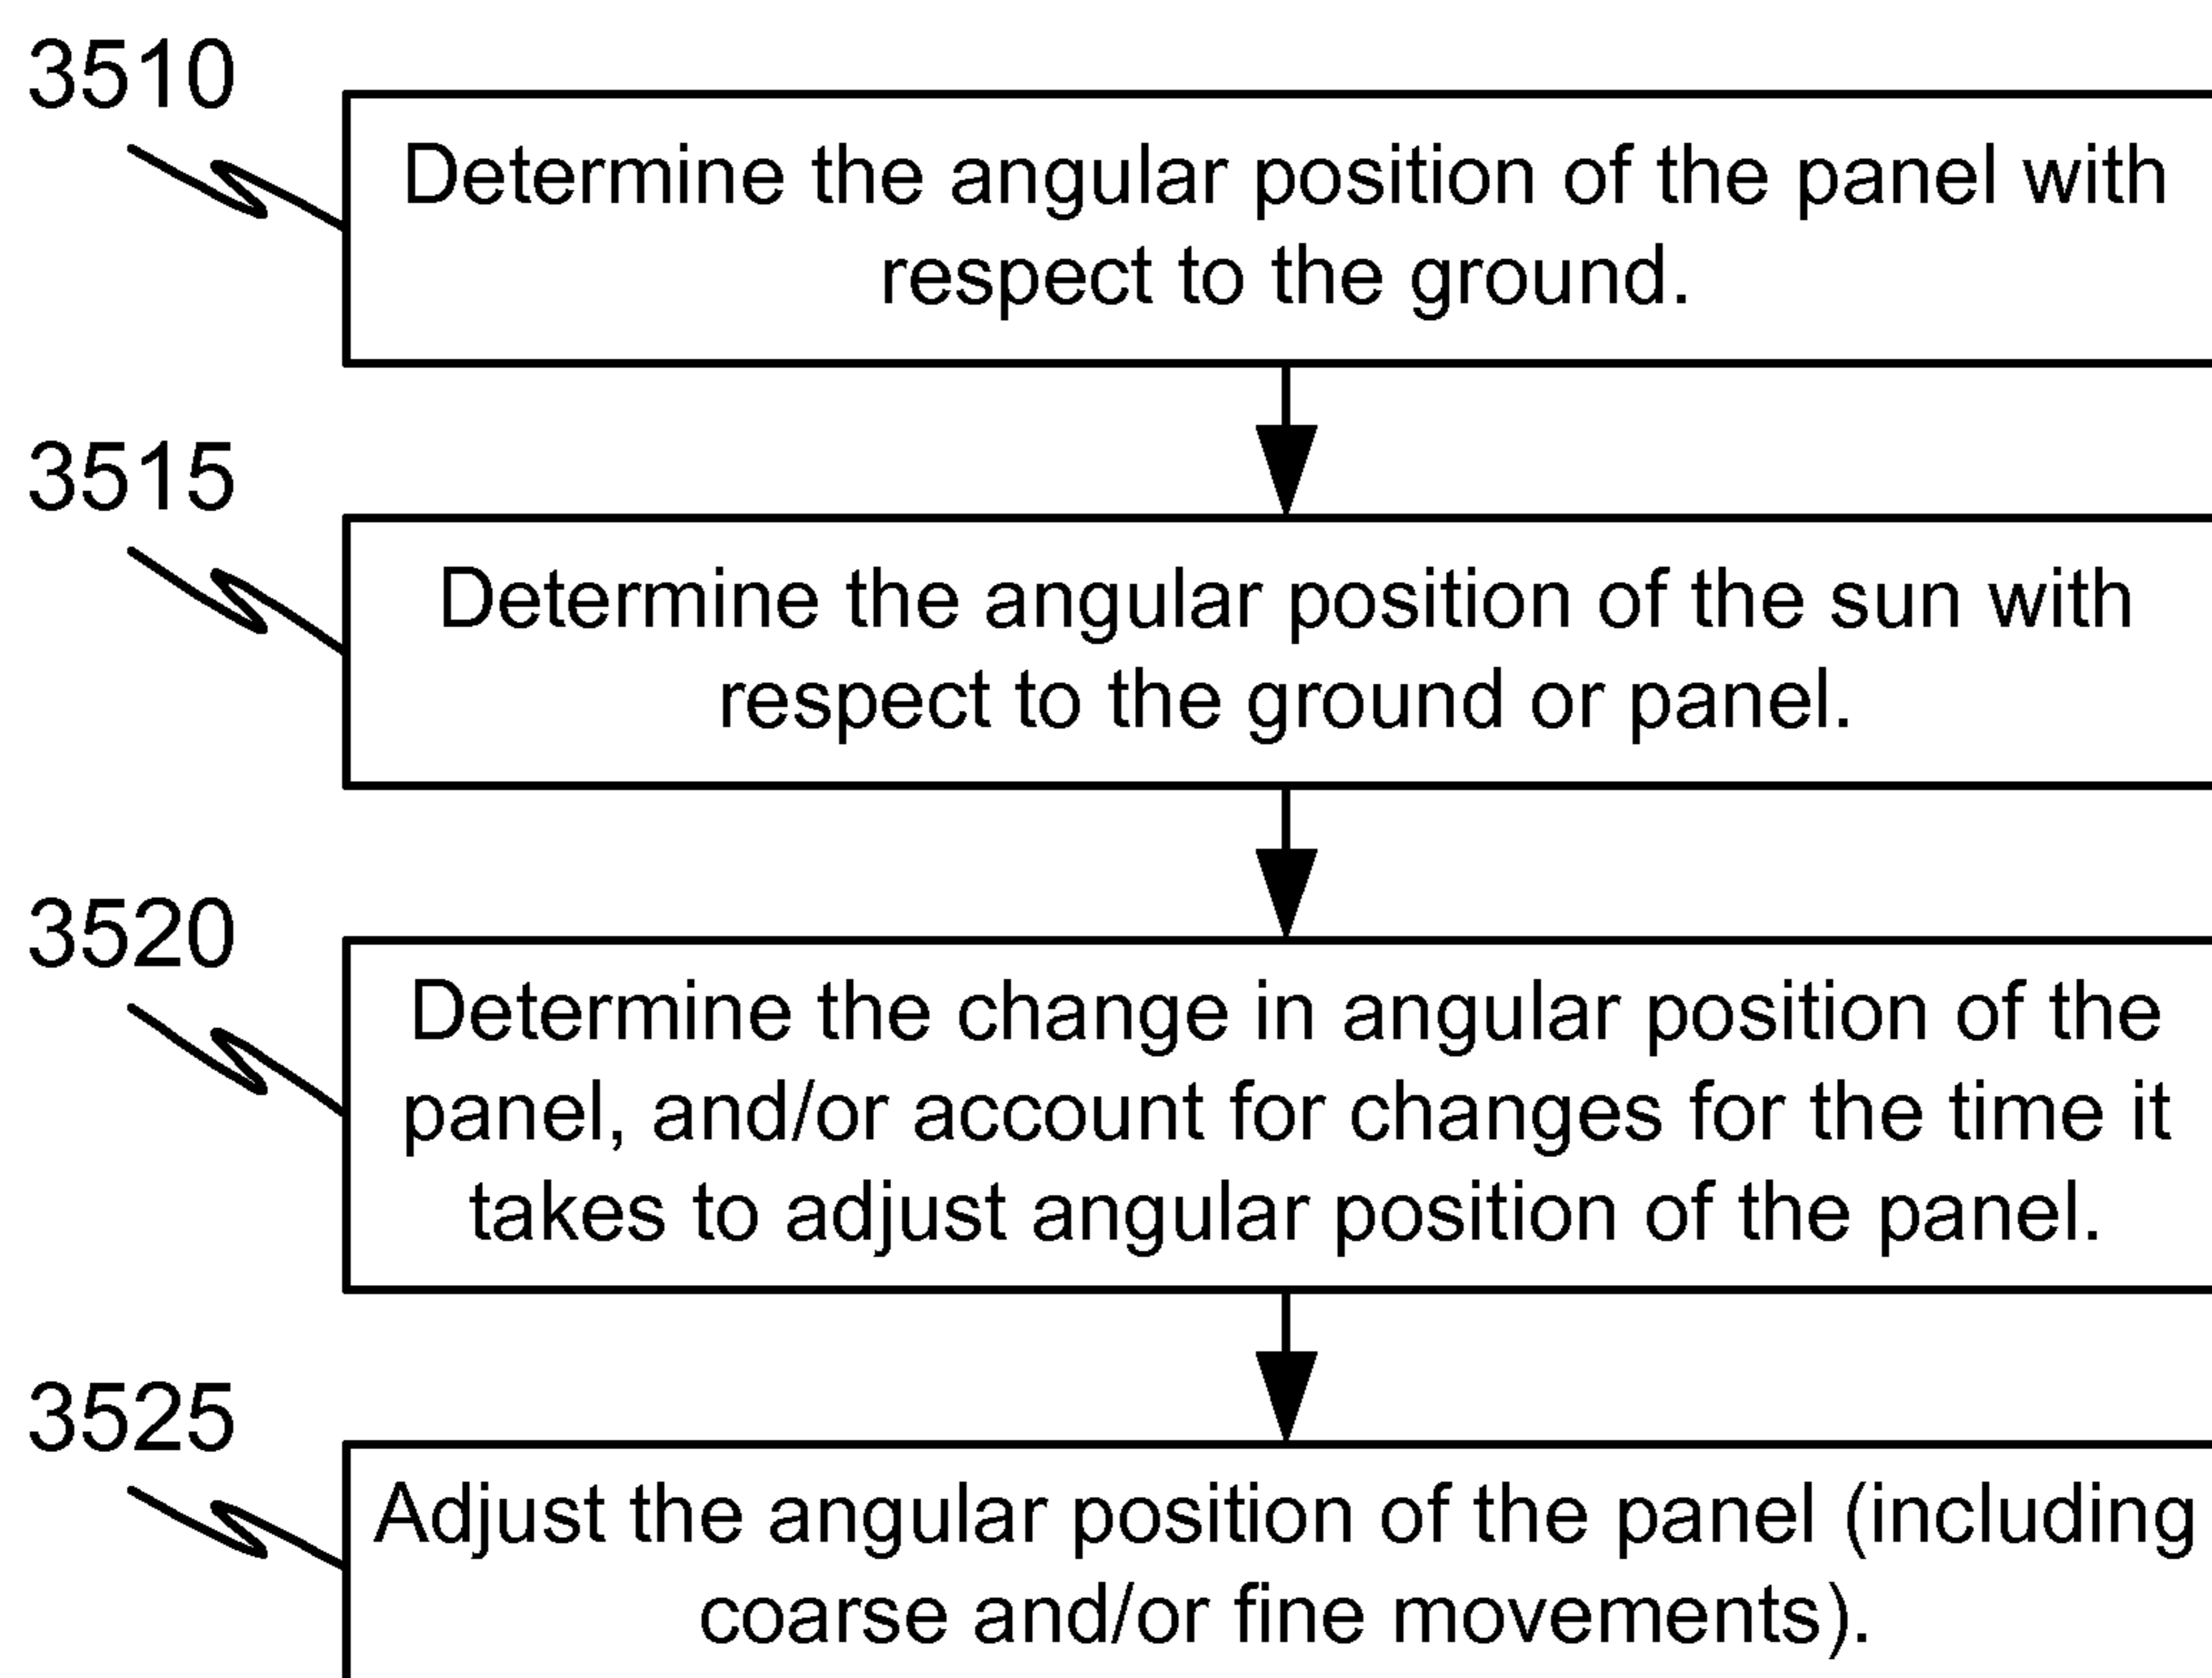 3510
Determine the angular position of the panel with
respect to the ground.
3515
Determine the angular position of the sun with
respect to the ground or panel.
3520
Determine the change in angular position of the
panel, and/or account for changes for the time it
takes to adjust angular position of the panel.
3525
Adjust the angular position of the panel (including
coarse and/or fine movements).